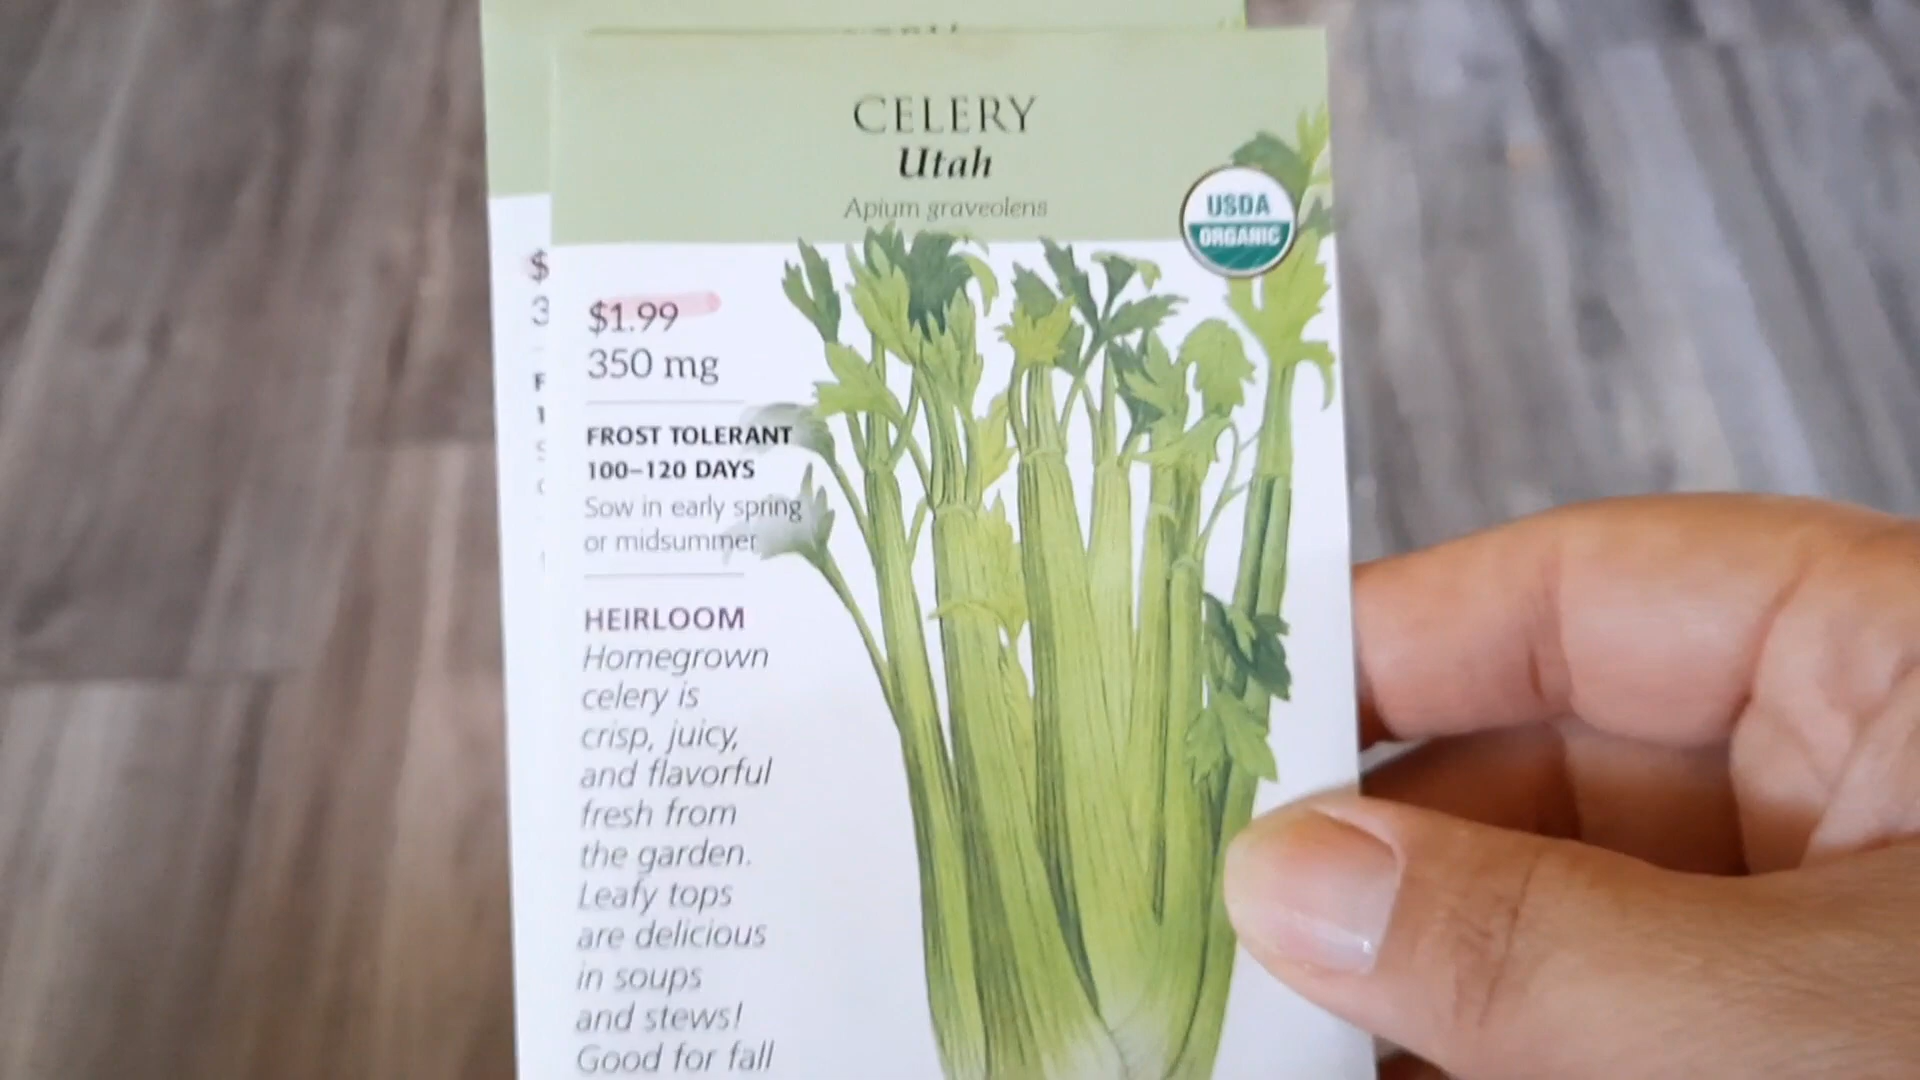 CELERY
Utah
Apium graveolens
USDA
ORGANIC
$1.99
350 mg
FROST TOLERANT
100–120 DAYS
Sow in early spring
or midsummer
HEIRLOOM
Homegrown
celery is
crisp, juicy,
and flavorful
fresh from
the garden.
Leafy tops
are delicious
in soups
and stews!
Good for fall
$
3